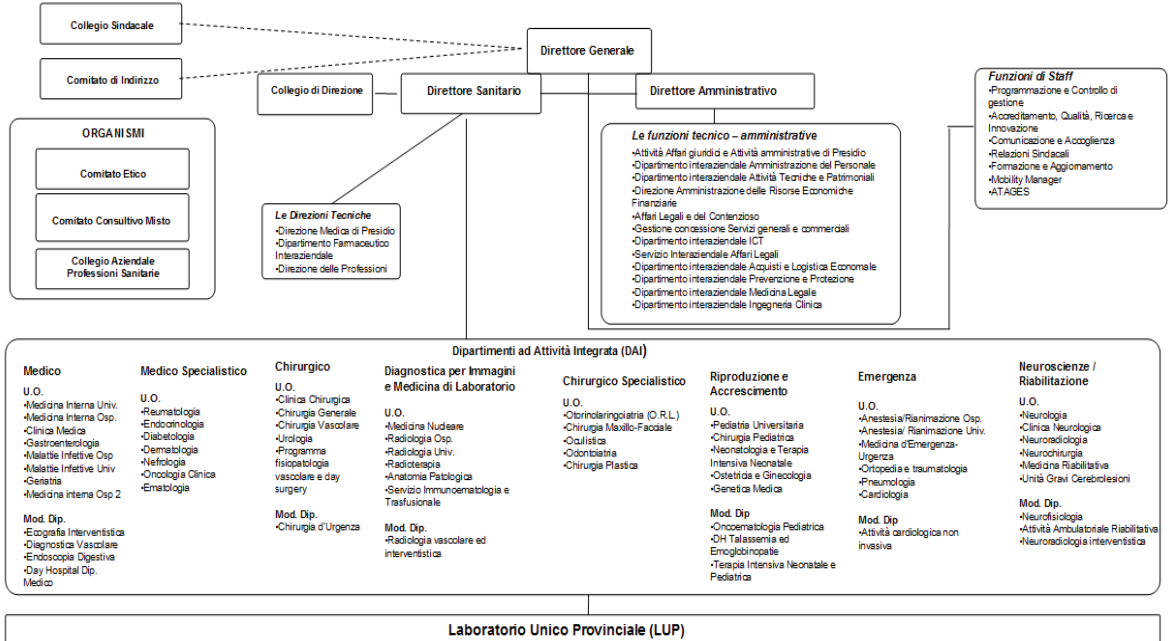 Collegio Sindacale
Direttore Generale
Comitato di Indirizzo
Collegio di Direzione
Direttore Sanitario
Direttore Amministrativo
Funzioni di Staff
•Programmazione e Controllo di
gestione
•Accreditamento, Qualità, Ricerca e
Innovazione
•Comunicazione e Accoglienza
•Relazioni Sindacali
•Formazione e Aggiornamento
•Mobility Manager
•ATAGES
ORGANISMI
Comitato Etico
Comitato Consultivo Misto
Collegio Aziendale
Professioni Sanitarie
Le Direzioni Tecniche
•Direzione Medica di Presidio
•Dipartimento Farmaceutico
Interaziendale
•Direzione delle Professioni
Le funzioni tecnico – amministrative
•Attività Affari giuridici e Attività amministrative di Presidio
•Dipartimento interaziendale Amministrazione del Personale
•Dipartimento interaziendale Attività Tecniche e Patrimoniali
•Direzione Amministrazione delle Risorse Economiche
Finanziarie
•Affari Legali e del Contenzioso
•Gestione concessione Servizi generali e commerciali
•Dipartimento interaziendale ICT
•Servizio Interaziendale Affari Legali
•Dipartimento interaziendale Acquisti e Logistica Economale
•Dipartimento interaziendale Prevenzione e Protezione
•Dipartimento interaziendale Medicina Legale
•Dipartimento interaziendale Ingegneria Clinica
Dipartimenti ad Attività Integrata (DAI)
Medico
U.O.
•Medicina Interna Univ.
•Medicina Interna Osp.
•Clinica Medica
•Gastroenterologia
•Malattie Infettive Osp
•Malattie Infettive Univ
•Geriatria
•Medicina interna Osp 2
Mod. Dip.
•Ecografia Interventistica
•Diagnostica Vascolare
•Endoscopia Digestiva
•Day Hospital Dip.
Medico
Medico Specialistico
U.O.
•Reumatologia
•Endocrinologia
•Diabetologia
•Dermatologia
•Nefrologia
•Oncologia Clinica
•Ematologia
Chirurgico
U.O.
•Clinica Chirurgica
•Chirurgia Generale
•Chirurgia Vascolare
•Urologia
•Programma
fisiopatologia
vascolare e day
surgery
Mod. Dip.
•Chirurgia d'Urgenza
Diagnostica per Immagini
e Medicina di Laboratorio
U.O.
•Medicina Nucleare
•Radiologia Osp.
•Radiologia Univ.
•Radioterapia
•Anatomia Patologica
•Servizio Immunoematologia e
Trasfusionale
Mod. Dip.
•Radiologia vascolare ed
interventistica
Chirurgico Specialistico
U.O.
•Otorinolaringoiatria (O.R.L.)
•Chirurgia Maxillo-Facciale
•Oculistica
•Odontoiatria
•Chirurgia Plastica
Riproduzione e
Accrescimento
U.O.
•Pediatria Universitaria
•Chirurgia Pediatrica
•Neonatologia e Terapia
Intensiva Neonatale
•Ostetricia e Ginecologia
•Genetica Medica
Mod. Dip
•Oncoematologia Pediatrica
•DH Talassemia ed
Emoglobinopatie
•Terapia Intensiva Neonatale e
Pediatrica
Emergenza
U.O.
•Anestesia/Rianimazione Osp.
•Anestesia/ Rianimazione Univ.
•Medicina d'Emergenza-
Urgenza
•Ortopedia e traumatologia
•Pneumologia
•Cardiologia
Mod. Dip
•Attività cardiologica non
invasiva
Neuroscienze /
Riabilitazione
U.O.
•Neurologia
•Clinica Neurologica
•Neuroradiologia
•Neurochirurgia
•Medicina Riabilitativa
•Unità Gravi Cerebrolesioni
Mod. Dip.
•Neurofisiologia
•Attività Ambulatoriale Riabilitativa
•Neuroradiologia interventistica
Laboratorio Unico Provinciale (LUP)